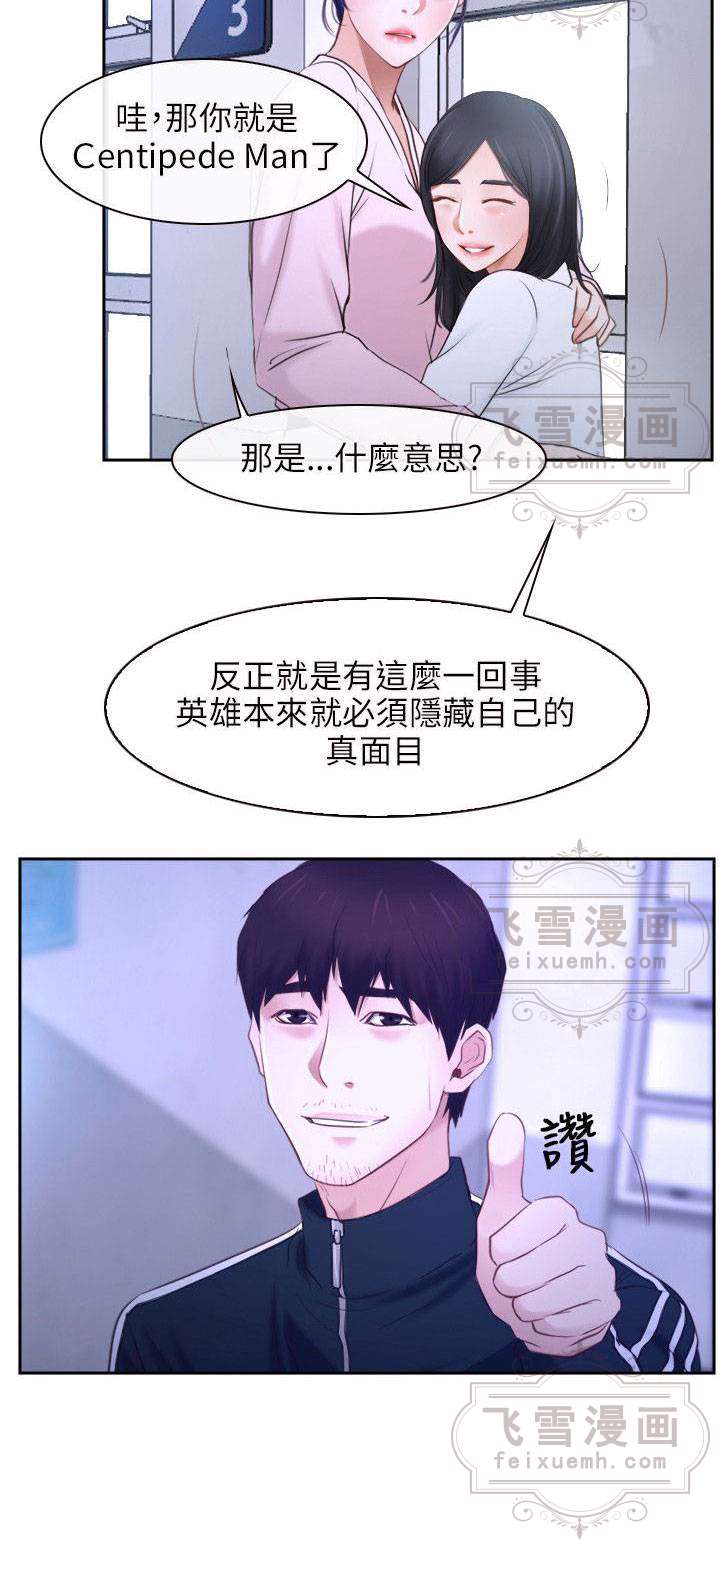 3
哇，那你就是
Centipede Man了
那是...什麼意思?
飞雪漫画
feixuemh.com
反正就是有這麼一回事
英雄本來就必須隱藏自己的
真面目
飞雪漫画
feixuemh.com
讚
飞雪漫画
feixuemh.com